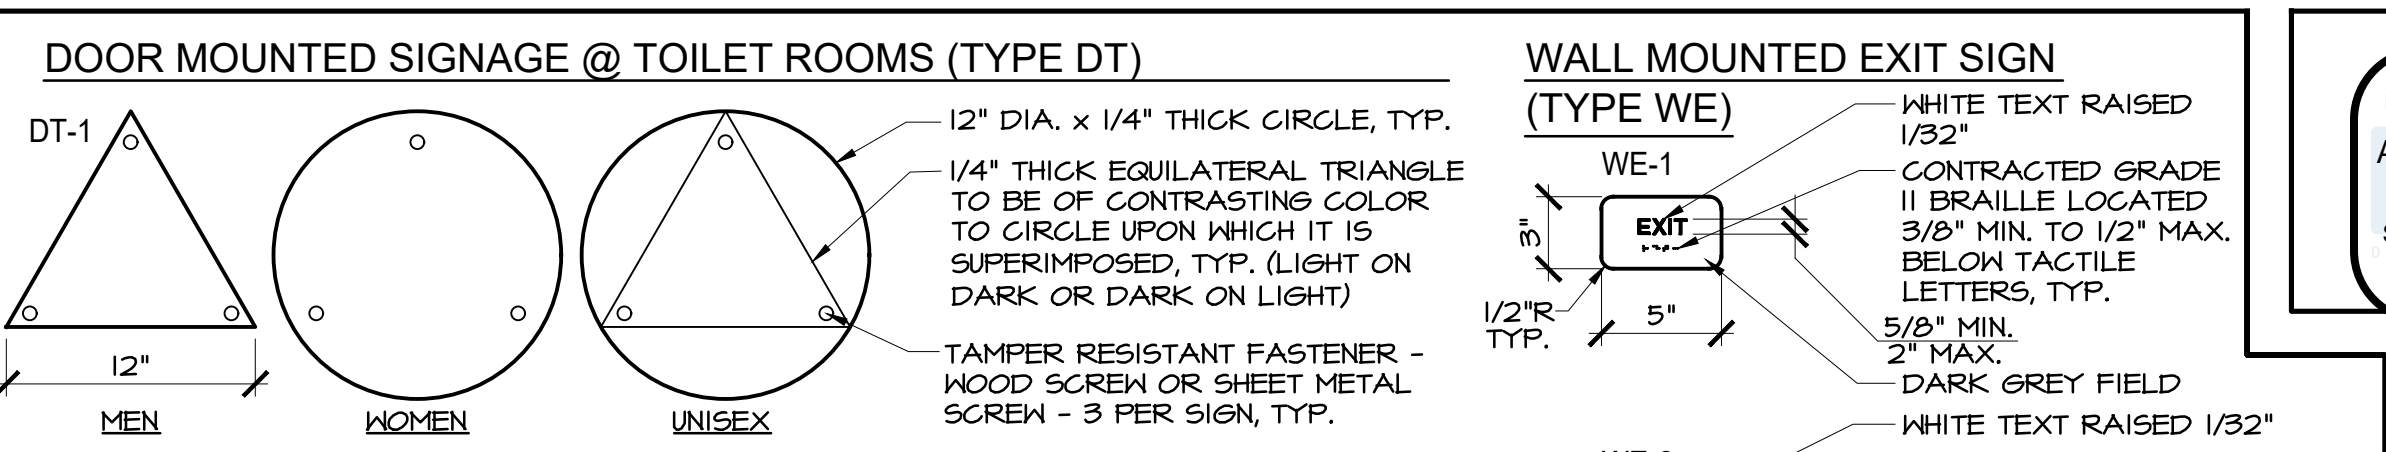 DOOR MOUNTED SIGNAGE @ TOILET ROOMS (TYPE DT)
DT-1
12"
MEN
WOMEN
UNISEX
12" DIA. x 1/4" THICK CIRCLE, TYP.
1/4" THICK EQUILATERAL TRIANGLE
TO BE OF CONTRASTING COLOR
TO CIRCLE UPON WHICH IT IS
SUPERIMPOSED, TYP. (LIGHT ON
DARK OR DARK ON LIGHT)
TAMPER RESISTANT FASTENER -
WOOD SCREW OR SHEET METAL
SCREW - 3 PER SIGN, TYP.
WALL MOUNTED EXIT SIGN
(TYPE WE)
WE-1
EXIT
3"
5"
1/2"R
TYP.
WHITE TEXT RAISED
1/32"
CONTRACTED GRADE
II BRAILLE LOCATED
3/8" MIN. TO 1/2" MAX.
BELOW TACTILE
LETTERS, TYP.
5/8" MIN.
2" MAX.
DARK GREY FIELD
WHITE TEXT RAISED 1/32"